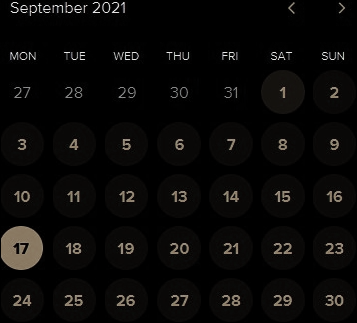 September 2021
MON TUE WED THU FRI SAT SUN
27 28 29 30 31 1 2
3 4 5 6 7 8 9
10 11 12 13 14 15 16
17 18 19 20 21 22 23
24 25 26 27 28 29 30